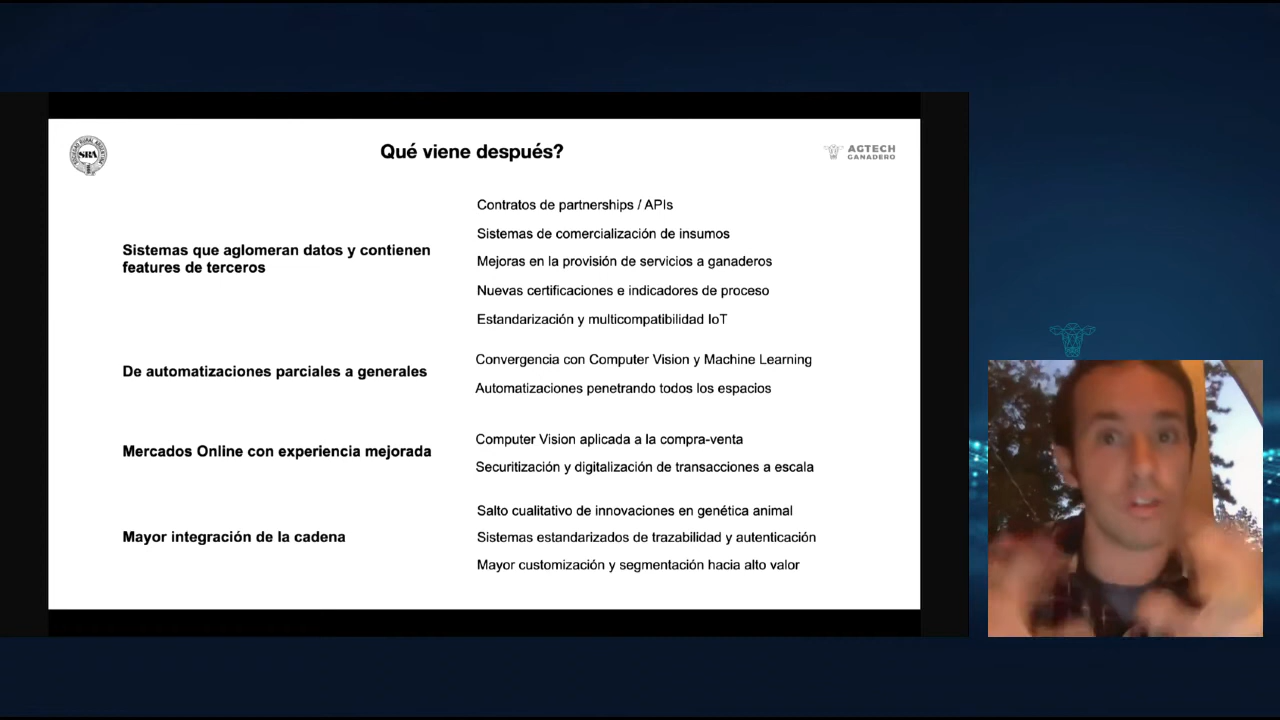 SOCIEDAD RURAL ARGENTINA
SRA
Qué viene después?
AGTECH
GANADERO
Sistemas que aglomeran datos y contienen
features de terceros
Contratos de partnerships / APIs
Sistemas de comercialización de insumos
Mejoras en la provisión de servicios a ganaderos
Nuevas certificaciones e indicadores de proceso
Estandarización y multicompatibilidad IoT
De automatizaciones parciales a generales
Convergencia con Computer Vision y Machine Learning
Automatizaciones penetrando todos los espacios
Mercados Online con experiencia mejorada
Computer Vision aplicada a la compra-venta
Securitización y digitalización de transacciones a escala
Mayor integración de la cadena
Salto cualitativo de innovaciones en genética animal
Sistemas estandarizados de trazabilidad y autenticación
Mayor customización y segmentación hacia alto valor